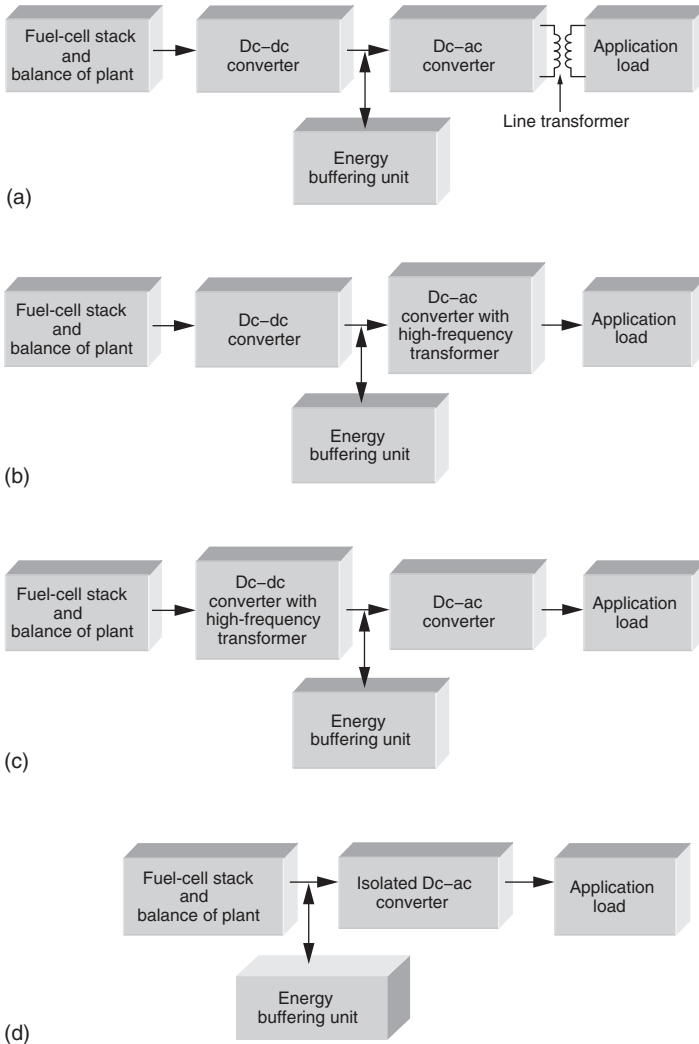 Fuel-cell stack
and
balance of plant
Dc–dc
converter
Dc–ac
converter
Application
load
Line transformer
Energy
buffering unit
(a)
Fuel-cell stack
and
balance of plant
Dc–dc
converter
Dc–ac
converter with
high-frequency
transformer
Application
load
Energy
buffering unit
(b)
Fuel-cell stack
and
balance of plant
Dc–dc
converter with
high-frequency
transformer
Dc–ac
converter
Application
load
Energy
buffering unit
(c)
Fuel-cell stack
and
balance of plant
Isolated Dc–ac
converter
Application
load
Energy
buffering unit
(d)